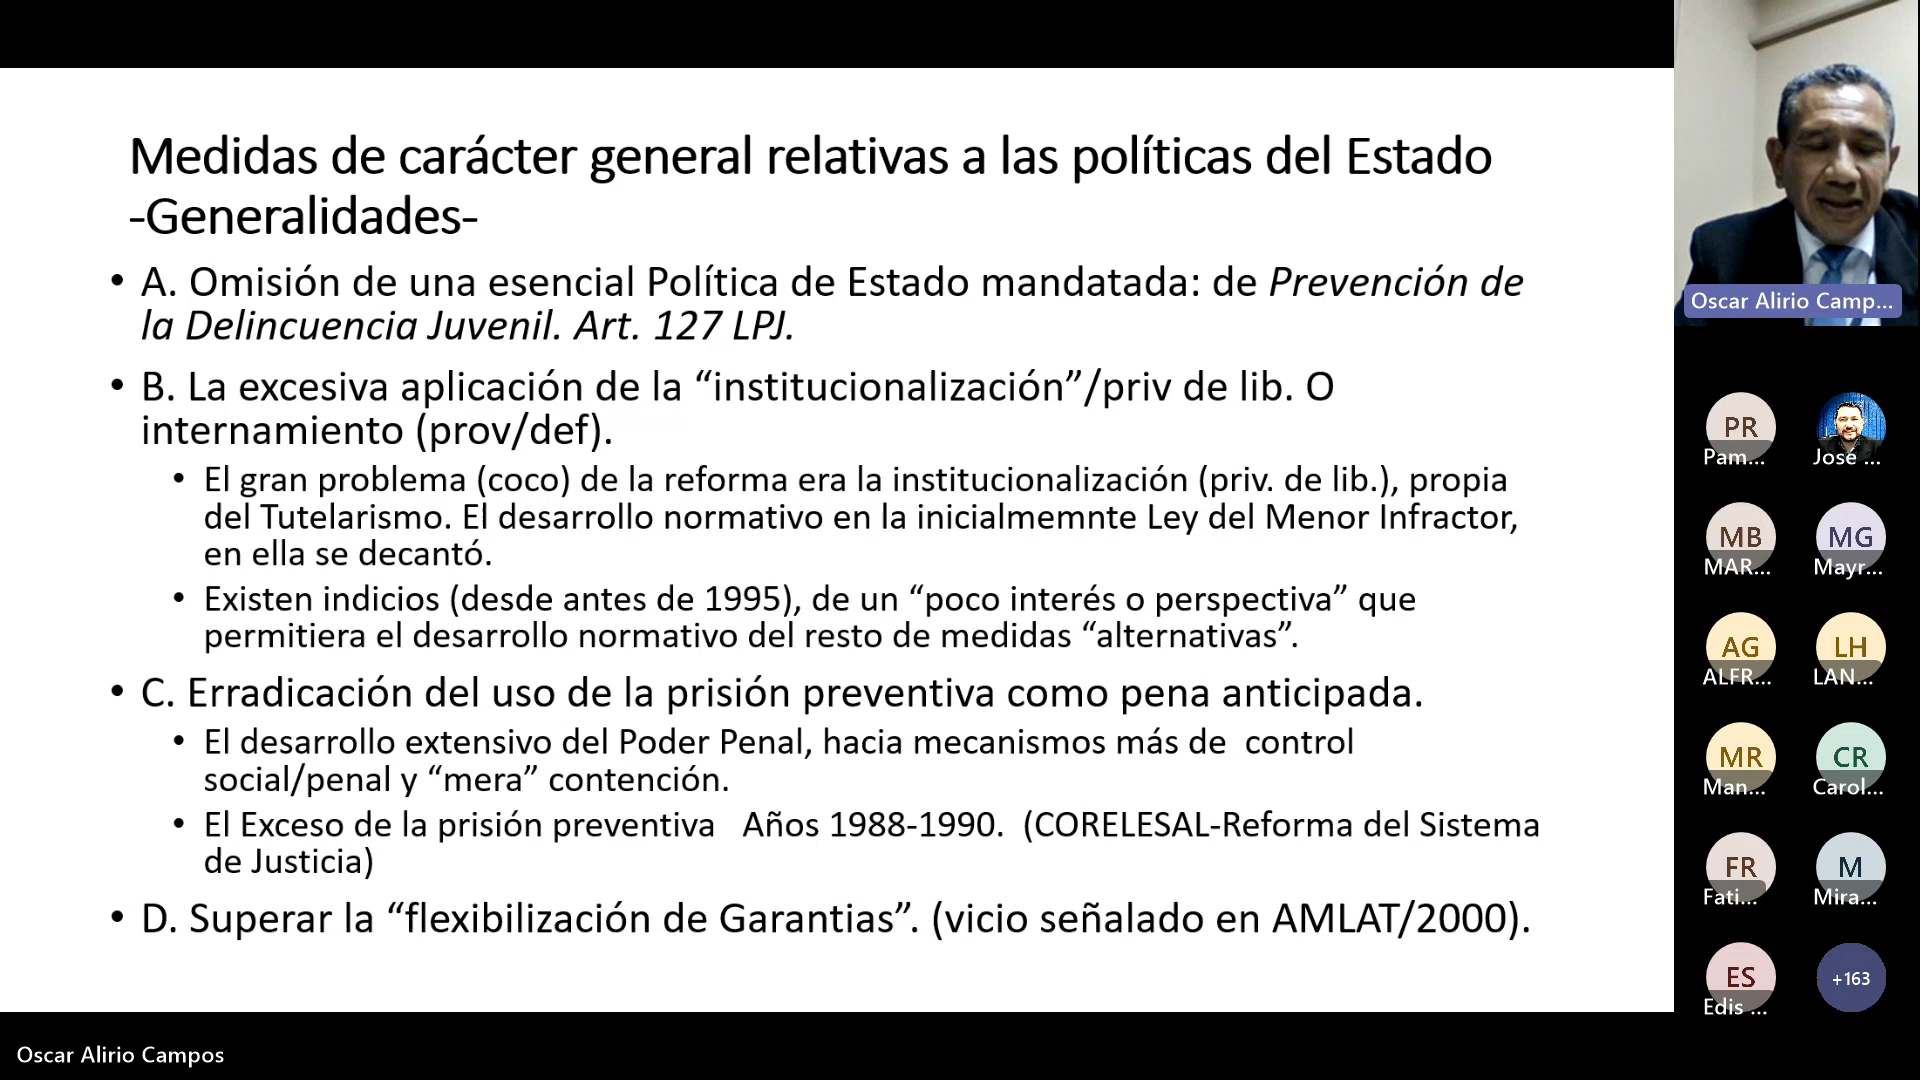 Medidas de carácter general relativas a las políticas del Estado
-Generalidades-
• A. Omisión de una esencial Política de Estado mandatada: de Prevención de
la Delincuencia Juvenil. Art. 127 LPJ.
• B. La excesiva aplicación de la “institucionalización”/priv de lib. O
internamiento (prov/def).
• El gran problema (coco) de la reforma era la institucionalización (priv. de lib.), propia
del Tutelarismo. El desarrollo normativo en la inicialmemnte Ley del Menor Infractor,
en ella se decantó.
• Existen indicios (desde antes de 1995), de un “poco interés o perspectiva” que
permitiera el desarrollo normativo del resto de medidas “alternativas”.
• C. Erradicación del uso de la prisión preventiva como pena anticipada.
• El desarrollo extensivo del Poder Penal, hacia mecanismos más de control
social/penal y “mera” contención.
• El Exceso de la prisión preventiva Años 1988-1990. (CORELESAL-Reforma del Sistema
de Justicia)
• D. Superar la “flexibilización de Garantias”. (vicio señalado en AMLAT/2000).
Oscar Alirio Camp...
PR
Pam...
José ...
MB
MAR...
MG
Mayr...
AG
ALFR...
LH
LAN...
MR
Man...
CR
Carol...
FR
Fati...
M
Mira...
ES
Edis ...
+163
Oscar Alirio Campos